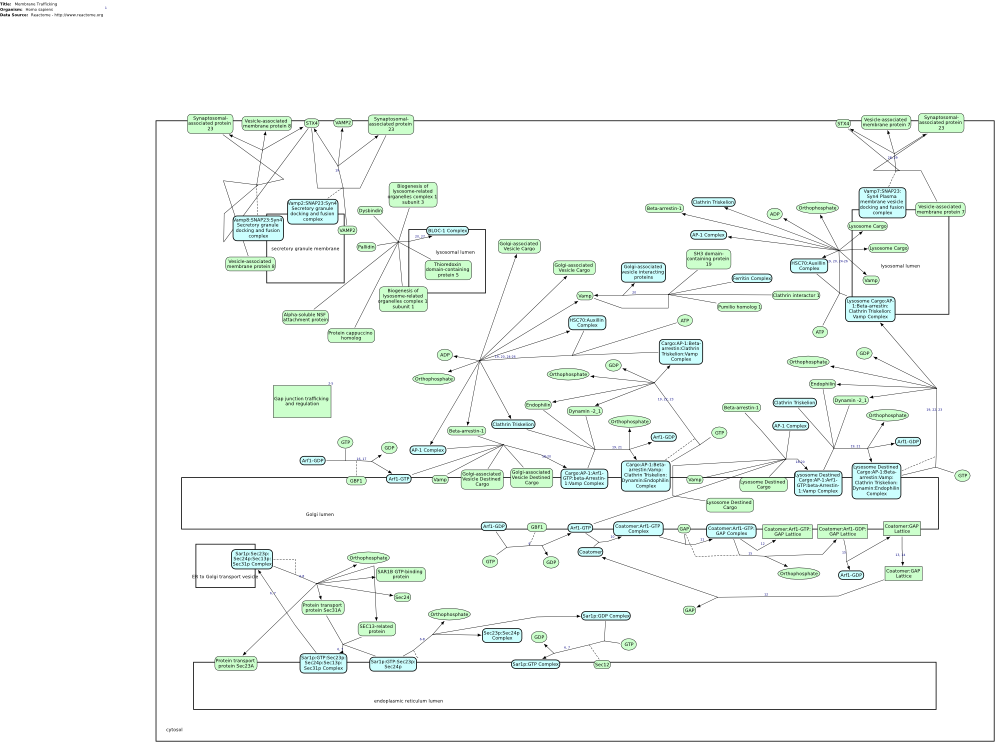 Title: Membrane Trafficking
Organism: Homo sapiens
Data Source: Reactome - http://www.reactome.org
Synaptosomal-
associated protein
23
Vesicle-associated
membrane protein 8
STX4
VAMP2
Synaptosomal-
associated protein
23
STX4
Vesicle-associated
membrane protein 7
Synaptosomal-
associated protein
23
Vamp8:SNAP23:Syn4
Secretory granule
docking and fusion
complex
Vamp2:SNAP23:Syn4
Secretory granule
docking and fusion
complex
VAMP2
secretory granule membrane
Vesicle-associated
membrane protein 8
Dysbindin
Biogenesis of
lysosome-related
organelles complex 1
subunit 3
BLOC-1 Complex
Pallidin
lysosomal lumen
Thioredoxin
domain-containing
protein 5
Biogenesis of
lysosome-related
organelles complex 1
subunit 1
Alpha-soluble NSF
attachment protein
Protein cappuccino
homolog
Golgi-associated
Vesicle Cargo
Golgi-associated
Vesicle Cargo
Golgi-associated
vesicle interacting
proteins
SH3 domain-
containing protein
19
Ferritin Complex
Clathrin interactor 1
Pumilio homolog 1
Vamp
Beta-arrestin-1
Clathrin Triskelion
ADP
Orthophosphate
AP-1 Complex
Vamp7:SNAP23:
Syn4 Plasma
membrane vesicle
docking and fusion
complex
Vesicle-associated
membrane protein 7
Lysosome Cargo
Lysosome Cargo
HSC70:Auxillin
Complex
lysosomal lumen
Vamp
Lysosome Cargo:AP-
1:Beta-arrestin:
Clathrin Triskelion:
Vamp Complex
ATP
HSC70:Auxillin
Complex
ATP
ADP
Orthophosphate
Cargo:AP-1:Beta-
arrestin:Clathrin
Triskelion:Vamp
Complex
GDP
Orthophosphate
Endophilin
Dynamin -2_1
Orthophosphate
Arf1-GDP
GTP
Clathrin Triskelion
Beta-arrestin-1
AP-1 Complex
Gap junction trafficking
and regulation
GTP
GDP
Arf1-GDP
GBF1
Arf1-GTP
Vamp
Golgi-associated
Vesicle Destined
Cargo
Golgi-associated
Vesicle Destined
Cargo
Cargo:AP-1:Arf1-
GTP:beta-Arrestin-
1:Vamp Complex
Cargo:AP-1:Beta-
arrestin:Vamp:
Clathrin Triskelion:
Dynamin:Endophilin
Complex
Orthophosphate
GDP
Endophilin
Clathrin Triskelion
Dynamin -2_1
Beta-arrestin-1
AP-1 Complex
Orthophosphate
Arf1-GDP
GTP
Vamp
Lysosome Destined
Cargo
Lysosome Destined
Cargo:AP-1:Arf1-
GTP:beta-Arrestin-
1:Vamp Complex
Lysosome Destined
Cargo:AP-1:Beta-
arrestin:Vamp:
Clathrin Triskelion:
Dynamin:Endophilin
Complex
Lysosome Destined
Cargo
Golgi lumen
Arf1-GDP
GBF1
Arf1-GTP
Coatomer:Arf1-GTP
Complex
GAP
Coatomer:Arf1-GTP:
GAP Complex
Coatomer:Arf1-GTP:
GAP Lattice
Coatomer:Arf1-GDP:
GAP Lattice
Coatomer:GAP
Lattice
GTP
GDP
Coatomer
Orthophosphate
Arf1-GDP
Coatomer:GAP
Lattice
GAP
Sar1p:Sec23p:
Sec24p:Sec13p:
Sec31p Complex
ER to Golgi transport vesicle
Orthophosphate
SAR1B GTP-binding
protein
Sec24
Protein transport
protein Sec31A
SEC13-related
protein
Protein transport
protein Sec23A
Sar1p:GTP:Sec23p:
Sec24p:Sec13p:
Sec31p Complex
Sar1p-GTP:Sec23p:
Sec24p
Orthophosphate
Sec23p:Sec24p
Complex
Sar1p:GDP Complex
GDP
GTP
Sar1p:GTP Complex
Sec12
endoplasmic reticulum lumen
cytosol